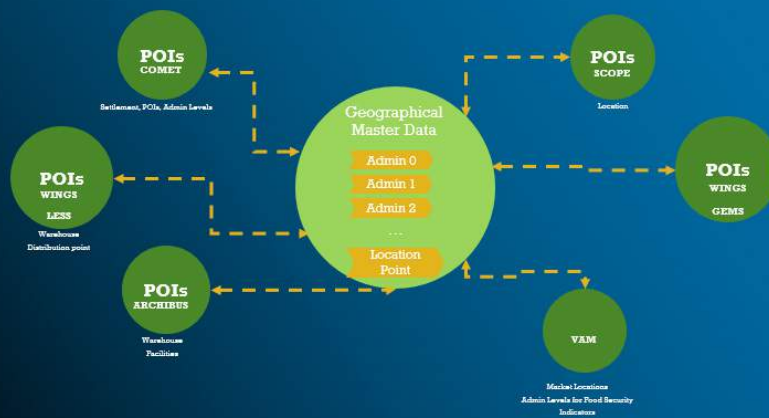 POIs
COMET
Settlement, POIs, Admin Levels
POIs
WINGS
LESS
Warehouse
Distribution point
POIs
ARCHIBUS
Warehouse
Facilities
Geographical
Master Data
Admin 0
Admin 1
Admin 2
...
Location
Point
POIs
SCOPE
Location
POIs
WINGS
GEMS
VAM
Market Locations
Admin Levels for Food Security
Indicators